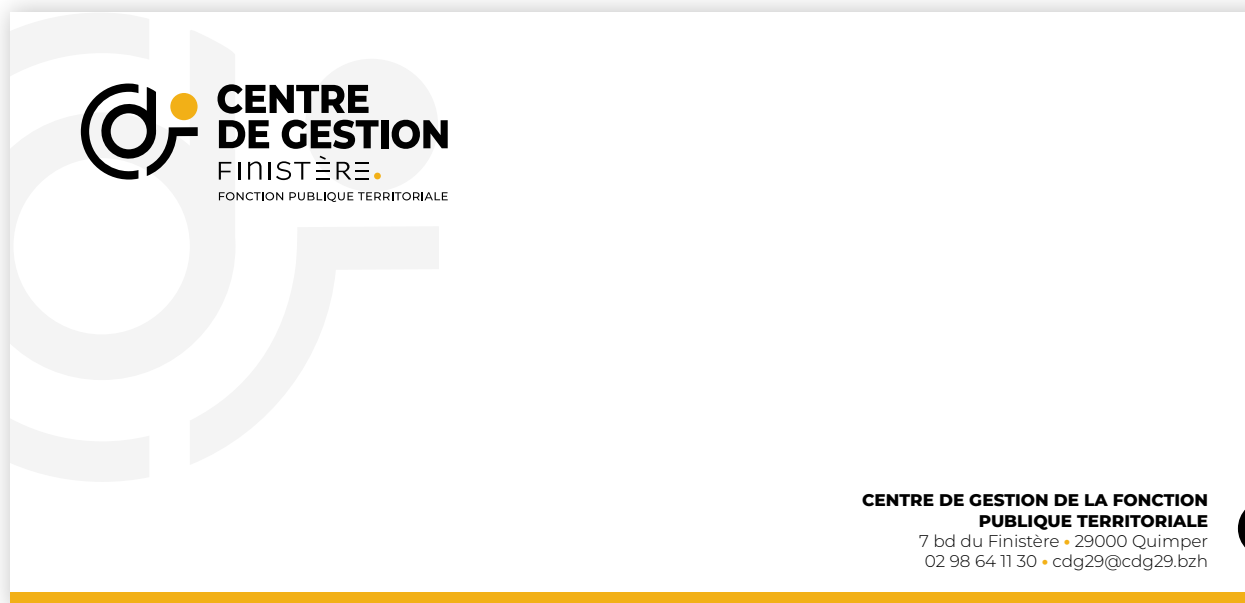 CENTRE
DE GESTION
FINISTÈRE.
FONCTION PUBLIQUE TERRITORIALE
CENTRE DE GESTION DE LA FONCTION
PUBLIQUE TERRITORIALE
7 bd du Finistère • 29000 Quimper
02 98 64 11 30 • cdg29@cdg29.bzh